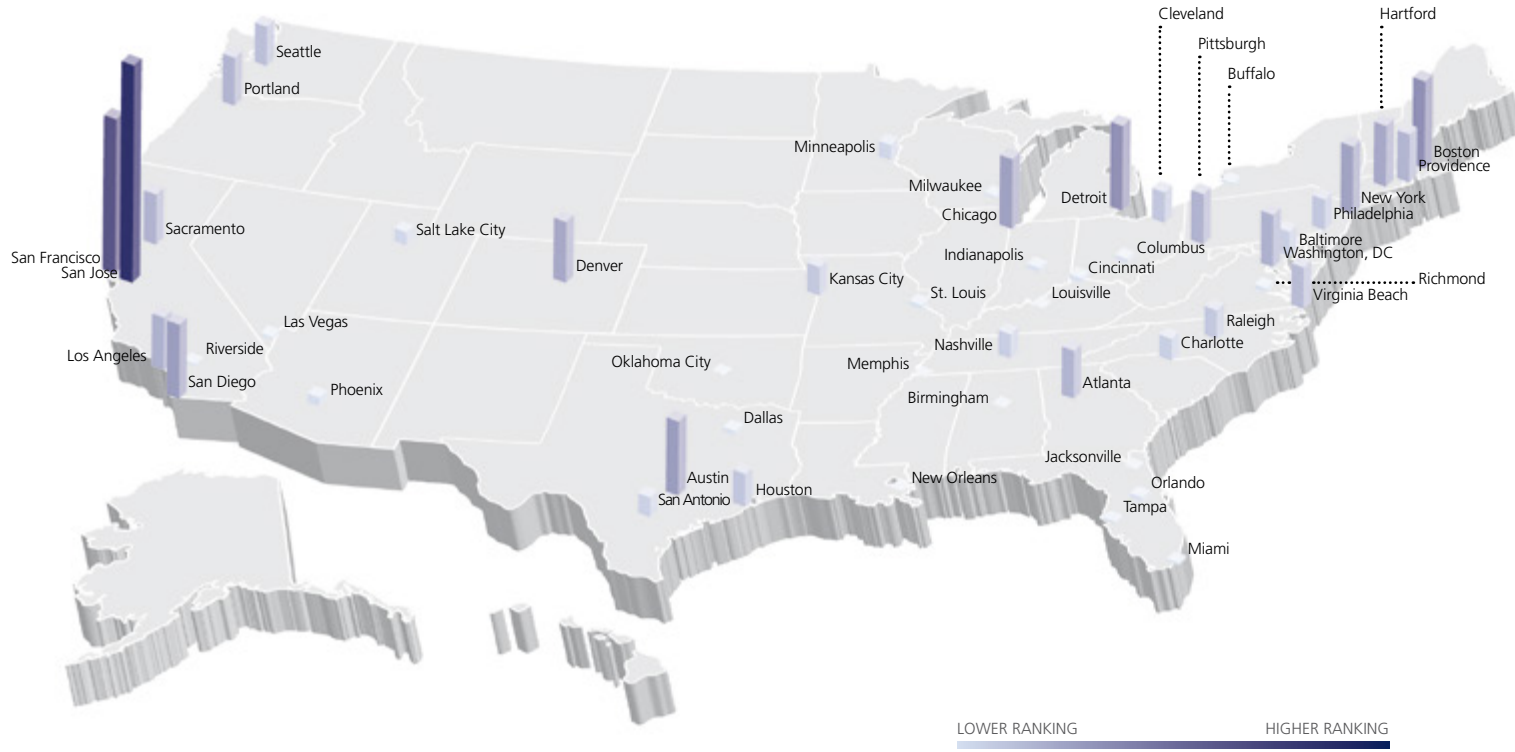 Cleveland
Hartford
Pittsburgh
Seattle
Buffalo
Portland
Minneapolis
Boston
Providence
Milwaukee
Detroit
New York
Chicago
Philadelphia
Sacramento
Salt Lake City
Baltimore
Columbus
Washington, DC
San Francisco
Indianapolis
Denver
Cincinnati
San Jose
Kansas City
Richmond
St. Louis
Louisville
Virginia Beach
Las Vegas
Raleigh
Riverside
Nashville
Charlotte
Los Angeles
Oklahoma City
Memphis
San Diego
Atlanta
Phoenix
Birmingham
Dallas
Jacksonville
Austin
New Orleans
Orlando
Houston
San Antonio
Tampa
Miami
LOWER RANKING
HIGHER RANKING